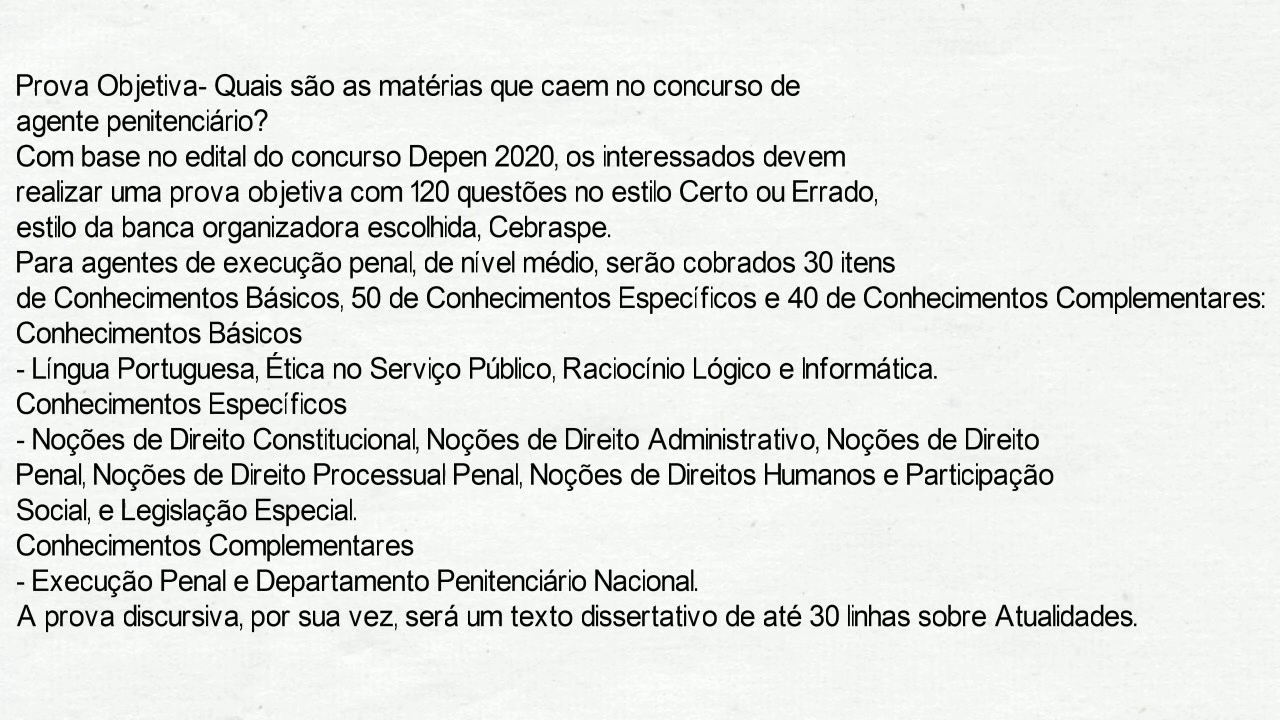 Prova Objetiva- Quais são as matérias que caem no concurso de
agente penitenciário?
Com base no edital do concurso Depen 2020, os interessados devem
realizar uma prova objetiva com 120 questões no estilo Certo ou Errado,
estilo da banca organizadora escolhida, Cebraspe.
Para agentes de execução penal, de nível médio, serão cobrados 30 itens
de Conhecimentos Básicos, 50 de Conhecimentos Específicos e 40 de Conhecimentos Complementares:
Conhecimentos Básicos
- Língua Portuguesa, Ética no Serviço Público, Raciocínio Lógico e Informática.
Conhecimentos Específicos
- Noções de Direito Constitucional, Noções de Direito Administrativo, Noções de Direito
Penal, Noções de Direito Processual Penal, Noções de Direitos Humanos e Participação
Social, e Legislação Especial.
Conhecimentos Complementares
- Execução Penal e Departamento Penitenciário Nacional.
A prova discursiva, por sua vez, será um texto dissertativo de até 30 linhas sobre Atualidades.